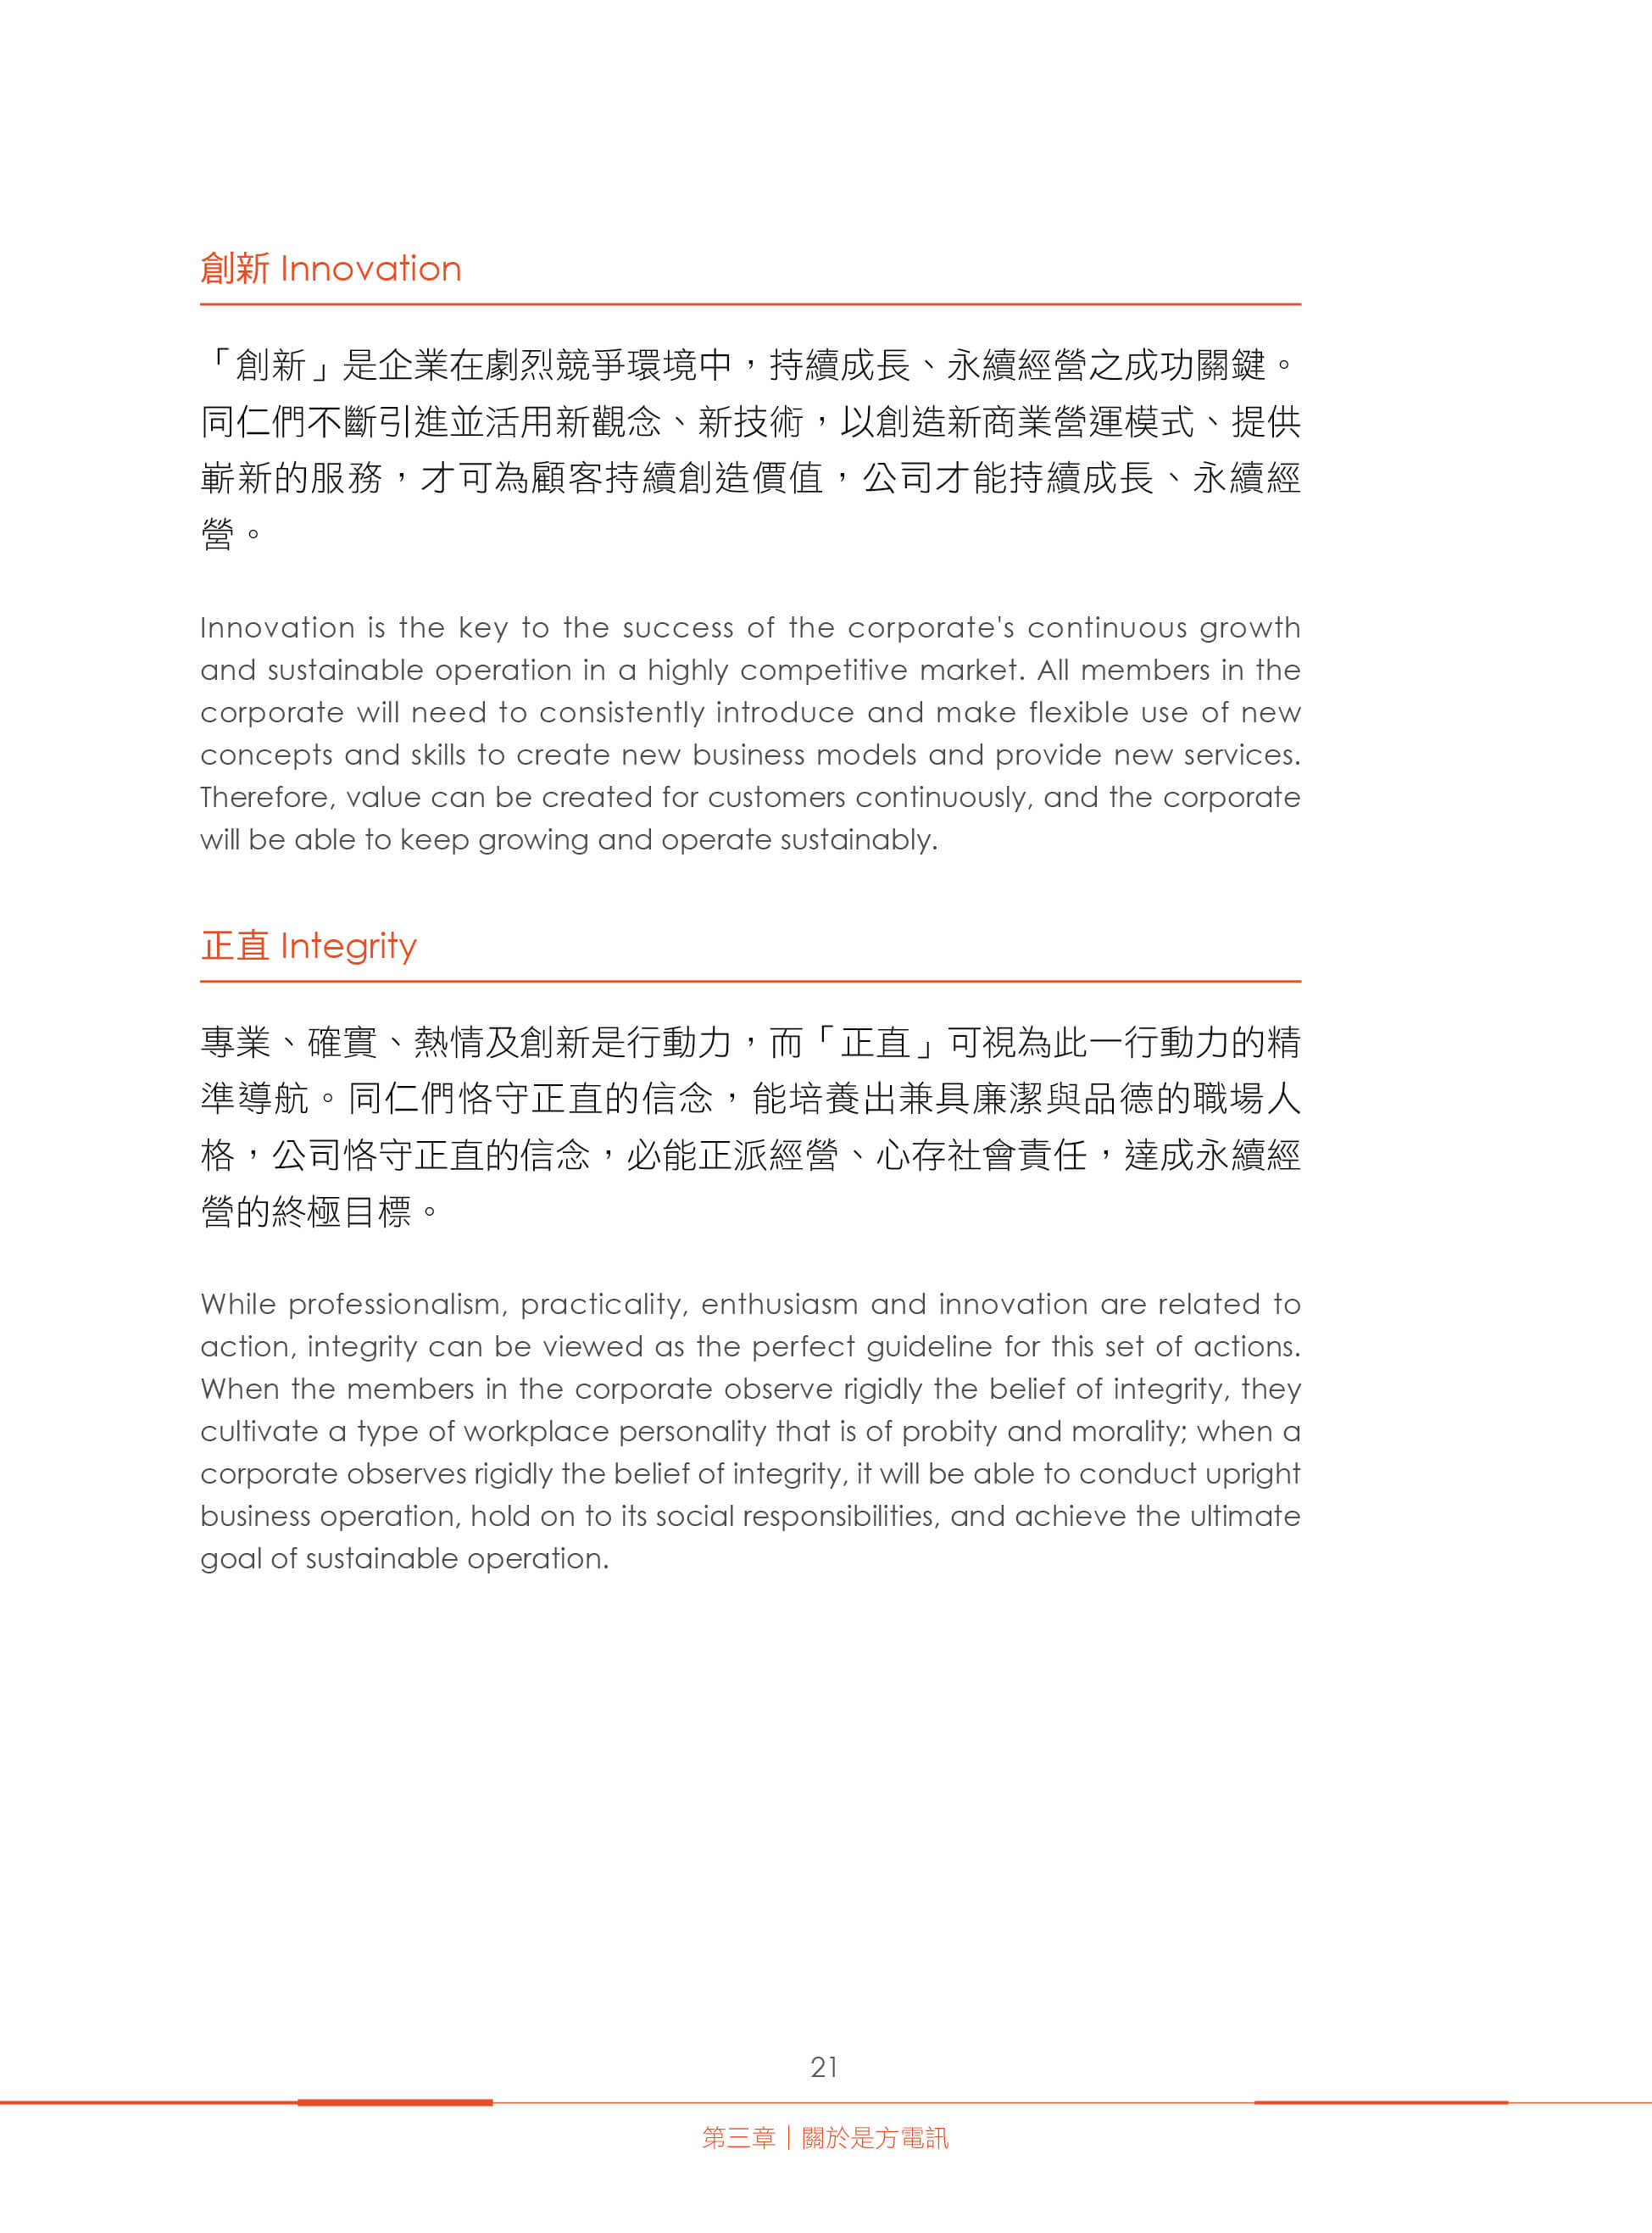 創新 Innovation
「創新」是企業在劇烈競爭環境中，持續成長、永續經營之成功關鍵。
同仁們不斷引進並活用新觀念、新技術，以創造新商業營運模式、提供
嶄新的服務，才可為顧客持續創造價值，公司才能持續成長、永續經
營。
Innovation is the key to the success of the corporate's continuous growth
and sustainable operation in a highly competitive market. All members in the
corporate will need to consistently introduce and make flexible use of new
concepts and skills to create new business models and provide new services.
Therefore, value can be created for customers continuously, and the corporate
will be able to keep growing and operate sustainably.
正直 Integrity
專業、確實、熱情及創新是行動力，而「正直」可視為此一行動力的精
準導航。同仁們恪守正直的信念，能培養出兼具廉潔與品德的職場人
格，公司恪守正直的信念，必能正派經營、心存社會責任，達成永續經
營的終極目標。
While professionalism, practicality, enthusiasm and innovation are related to
action, integrity can be viewed as the perfect guideline for this set of actions.
When the members in the corporate observe rigidly the belief of integrity, they
cultivate a type of workplace personality that is of probity and morality; when a
corporate observes rigidly the belief of integrity, it will be able to conduct upright
business operation, hold on to its social responsibilities, and achieve the ultimate
goal of sustainable operation.
21
第三章｜關於是方電訊